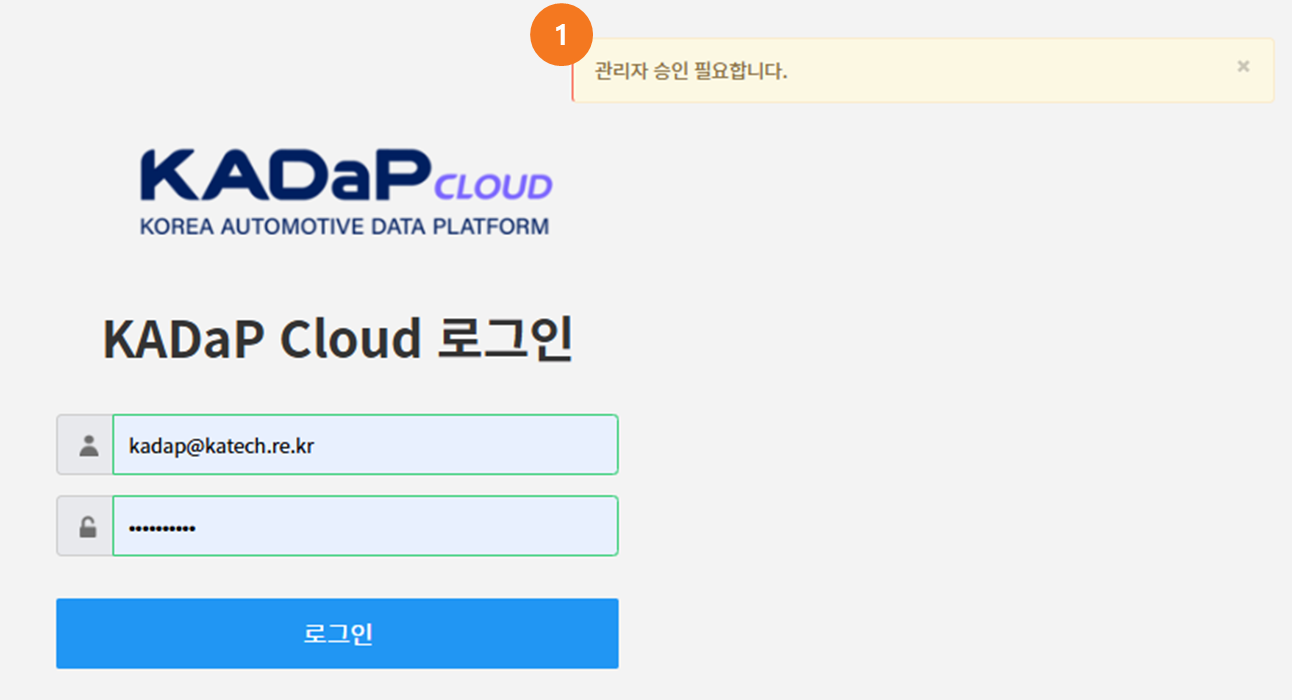 1
관리자 승인 필요합니다.
×
KADaP CLOUD
KOREA AUTOMOTIVE DATA PLATFORM
KADaP Cloud 로그인
kadap@katech.re.kr
••••••••••
로그인